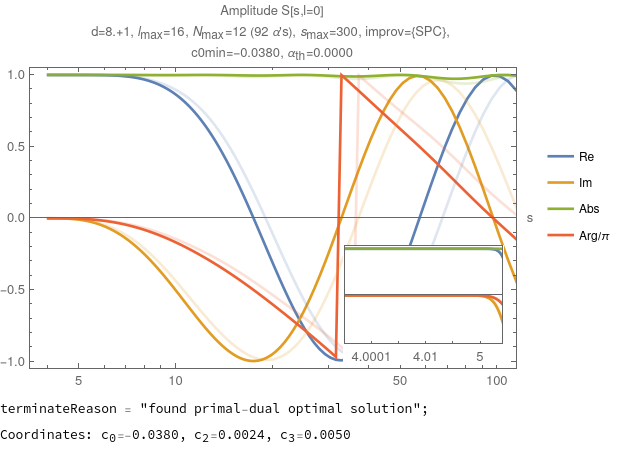 Amplitude S[s,l=0]
d=8.+1, lmax=16, Nmax=12 (92 α's), smax=300, improv={SPC},
c0min=-0.0380, αth=0.0000
1.0
0.5
0.0
-0.5
-1.0
s
Re
Im
Abs
Arg/π
4.0001 4.01 5
5 10 50 100
terminateReason = "found primal-dual optimal solution";
Coordinates: c0=-0.0380, c2=0.0024, c3=0.0050